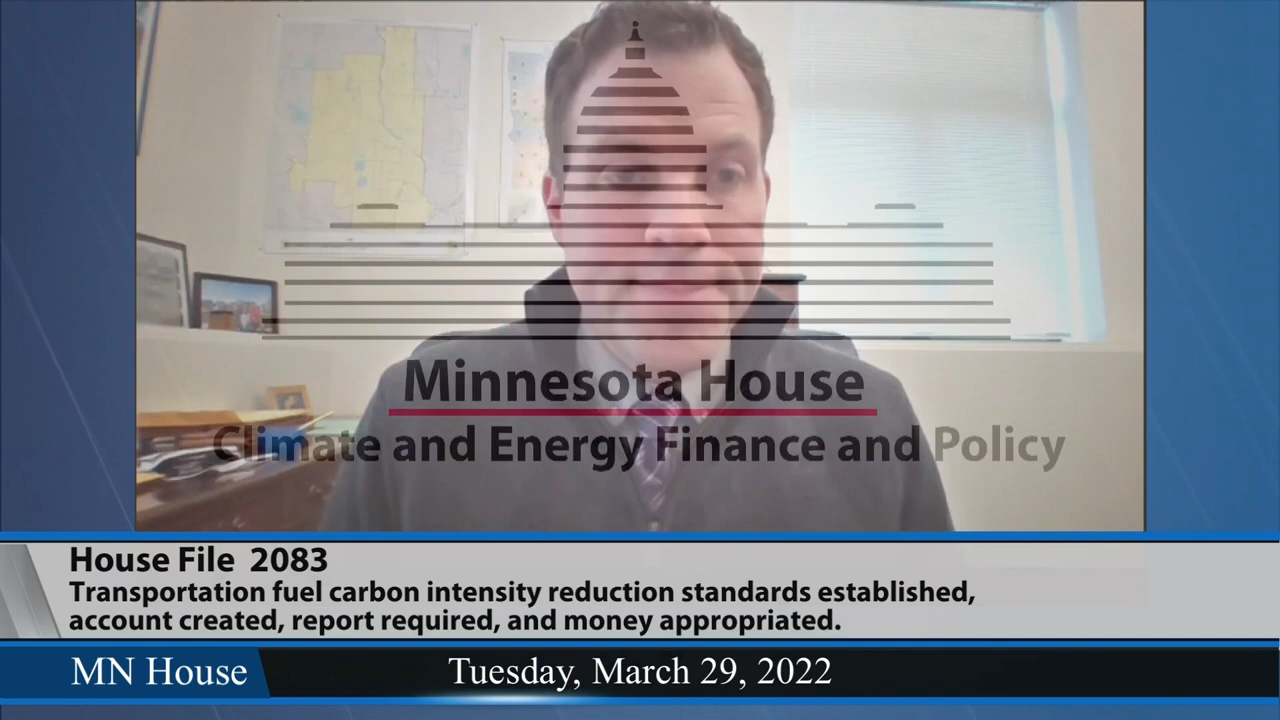 Minnesota House
Climate and Energy Finance and Policy
House File 2083
Transportation fuel carbon intensity reduction standards established,
account created, report required, and money appropriated.
MN House
Tuesday, March 29, 2022